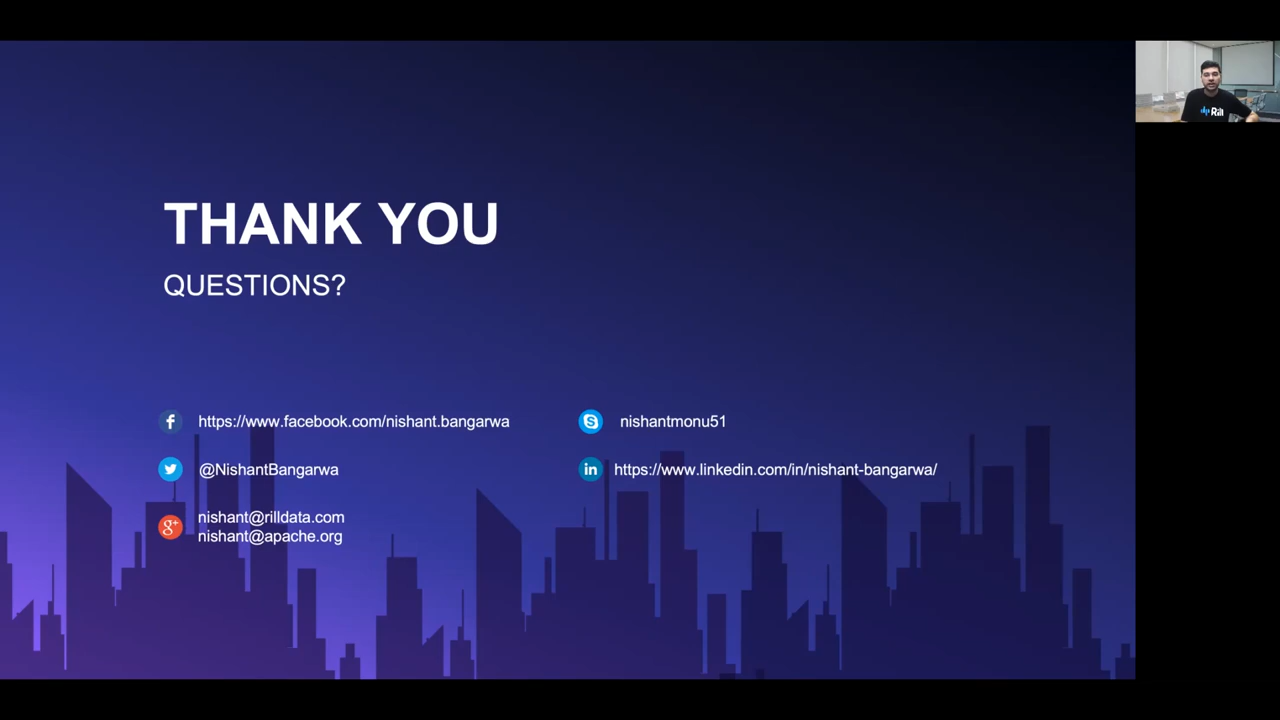 THANK YOU
QUESTIONS?
https://www.facebook.com/nishant.bangarwa
nishantmonu51
@NishantBangarwa
https://www.linkedin.com/in/nishant-bangarwa/
nishant@rilldata.com
nishant@apache.org
Rill